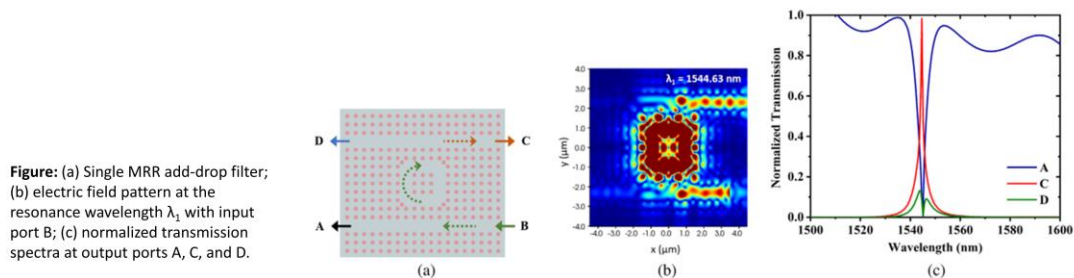 Figure: (a) Single MRR add-drop filter;
(b) electric field pattern at the
resonance wavelength λ₁ with input
port B; (c) normalized transmission
spectra at output ports A, C, and D.
D
C
A
B
(a)
λ₁ = 1544.63 nm
y (μm)
4.0
3.0
2.0
1.0
0.0
-1.0
-2.0
-3.0
-4.0
-4.0 -3.0 -2.0 -1.0 0.0 1.0 2.0 3.0 4.0
x (μm)
(b)
Normalized Transmission
1.0
0.8
0.6
0.4
0.2
0.0
A
C
D
1500 1520 1540 1560 1580 1600
Wavelength (nm)
(c)